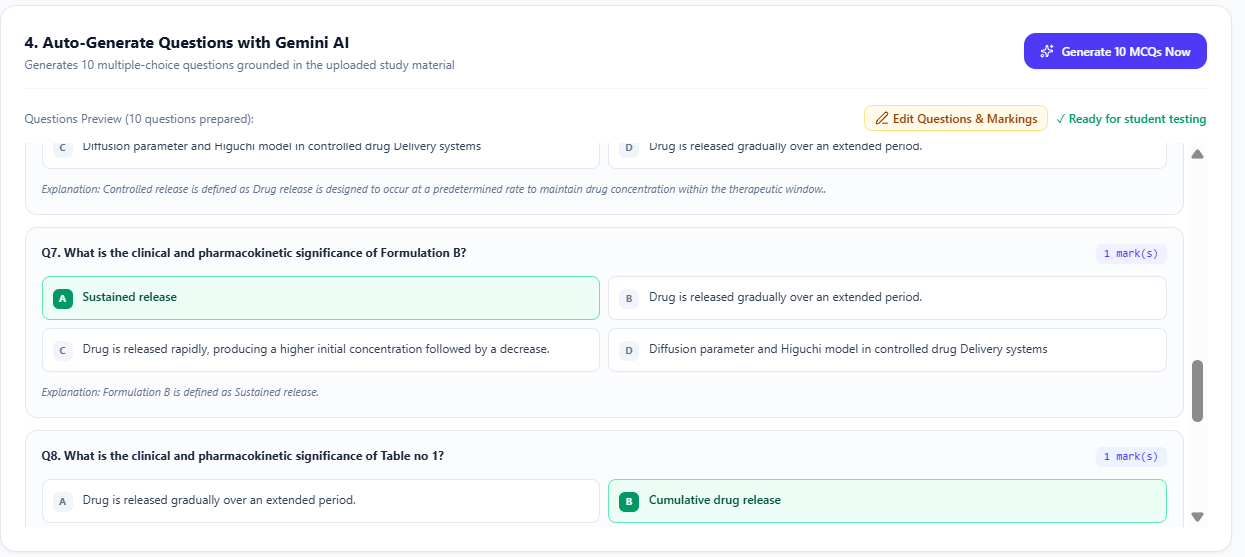 4. Auto-Generate Questions with Gemini AI
Generates 10 multiple-choice questions grounded in the uploaded study material
Generate 10 MCQs Now
Questions Preview (10 questions prepared):
Edit Questions & Markings
✓ Ready for student testing
C Diffusion parameter and Higuchi model in controlled drug Delivery systems
D Drug is released gradually over an extended period.
Explanation: Controlled release is defined as Drug release is designed to occur at a predetermined rate to maintain drug concentration within the therapeutic window..
Q7. What is the clinical and pharmacokinetic significance of Formulation B?
1 mark(s)
A Sustained release
B Drug is released gradually over an extended period.
C Drug is released rapidly, producing a higher initial concentration followed by a decrease.
D Diffusion parameter and Higuchi model in controlled drug Delivery systems
Explanation: Formulation B is defined as Sustained release.
Q8. What is the clinical and pharmacokinetic significance of Table no 1?
1 mark(s)
A Drug is released gradually over an extended period.
B Cumulative drug release